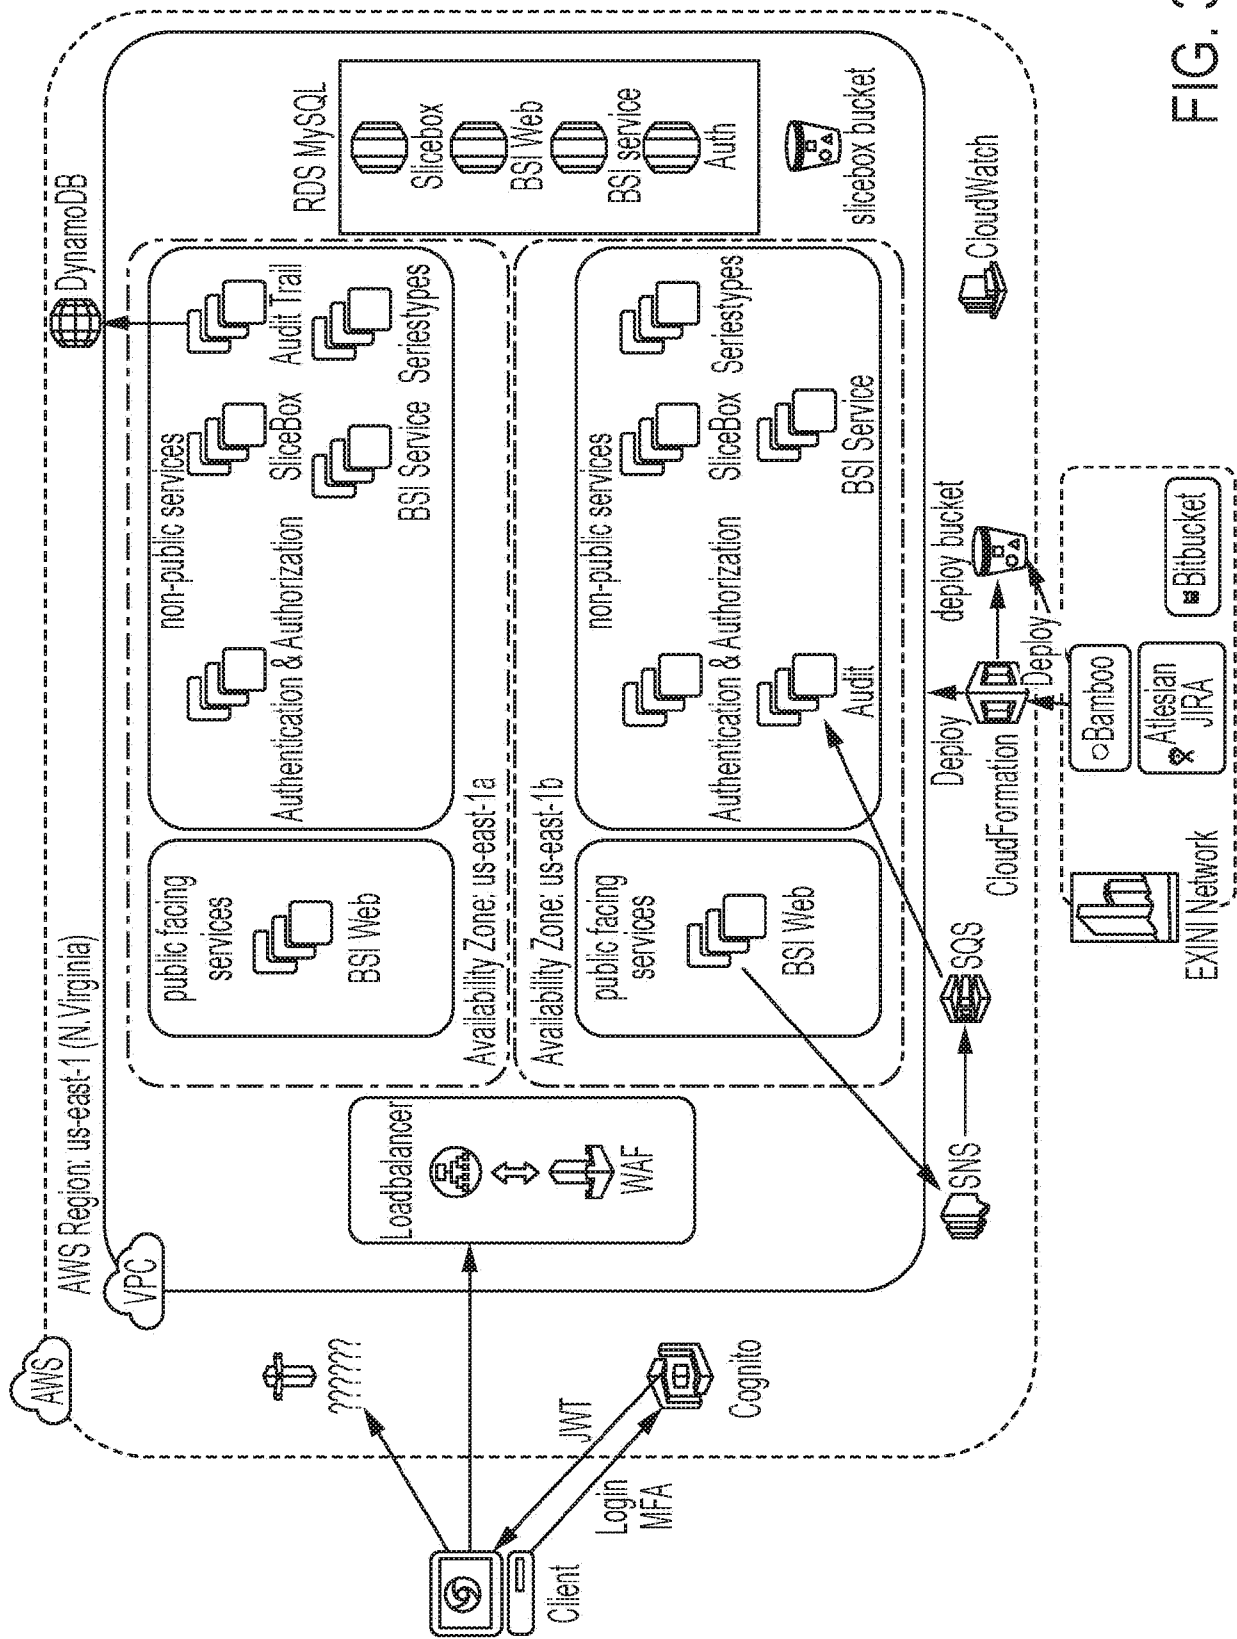 AWS
AWS Region: us-east-1 (N.Virginia)
DynamoDB
VPC
public facing
services
BSI Web
non-public services
Authentication & Authorization
SliceBox
Audit Trail
BSI Service
Seriestypes
Availability Zone: us-east-1a
RDS MySQL
Slicebox
BSI Web
BSI service
Auth
???????
Loadbalancer
WAF
Availability Zone: us-east-1b
public facing
services
BSI Web
non-public services
Authentication & Authorization
SliceBox
Seriestypes
Audit
BSI Service
slicebox bucket
Client
Login
MFA
JWT
Cognito
SNS
SQS
Deploy
CloudFormation
deploy bucket
CloudWatch
Deploy
Bamboo
Atlesian
JIRA
Bitbucket
EXINI Network
FIG.